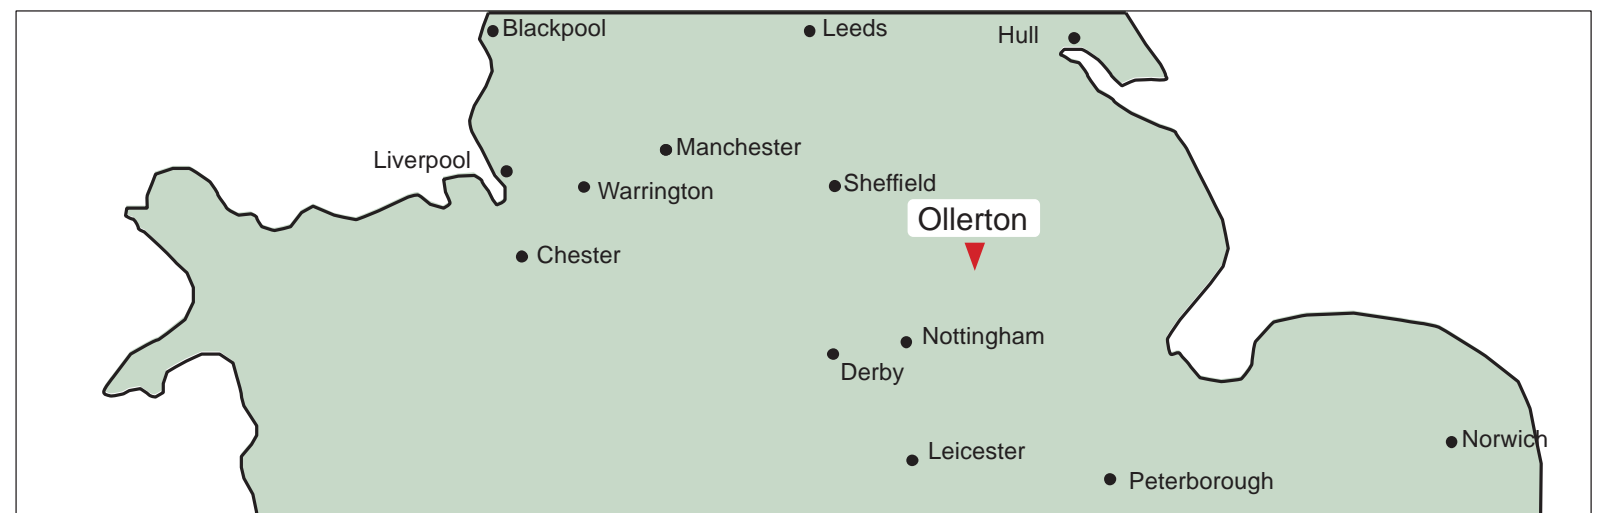 Blackpool
Leeds
Hull
Manchester
Liverpool
Warrington
Sheffield
Ollerton
Chester
Nottingham
Derby
Norwich
Leicester
Peterborough